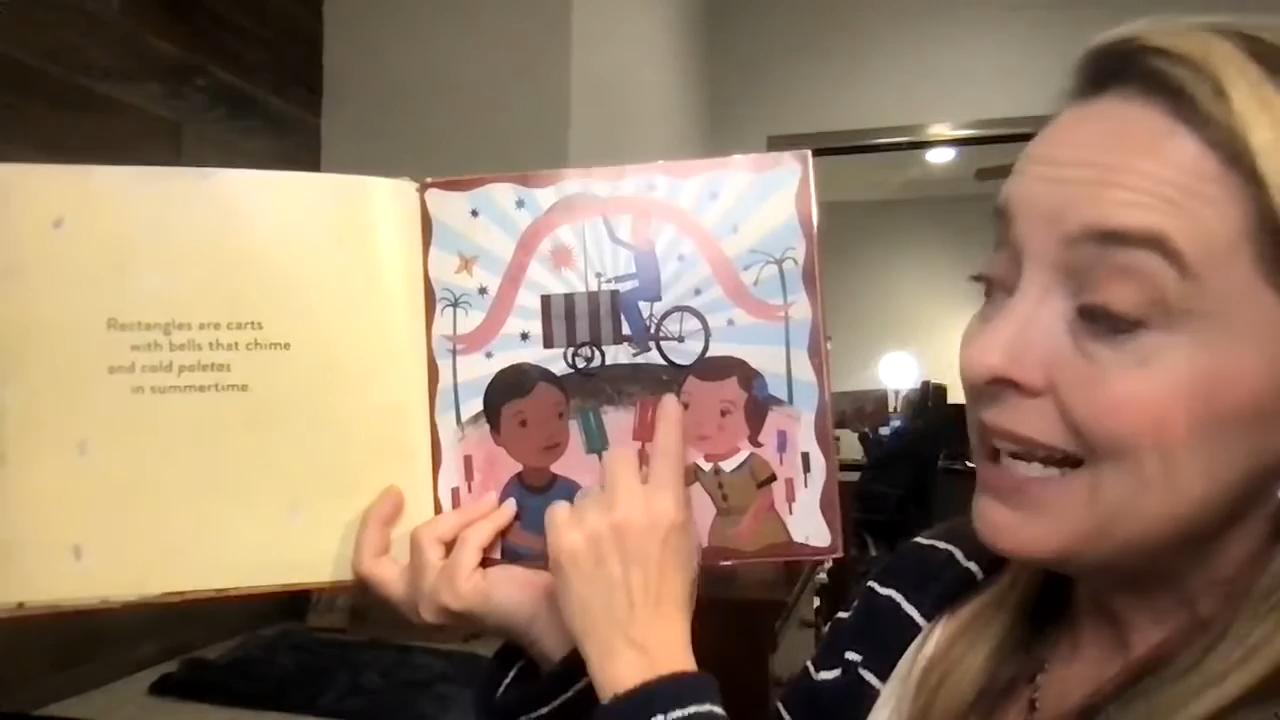 Rectangles are carts
with bells that chime
and cold paletas
in summertime.